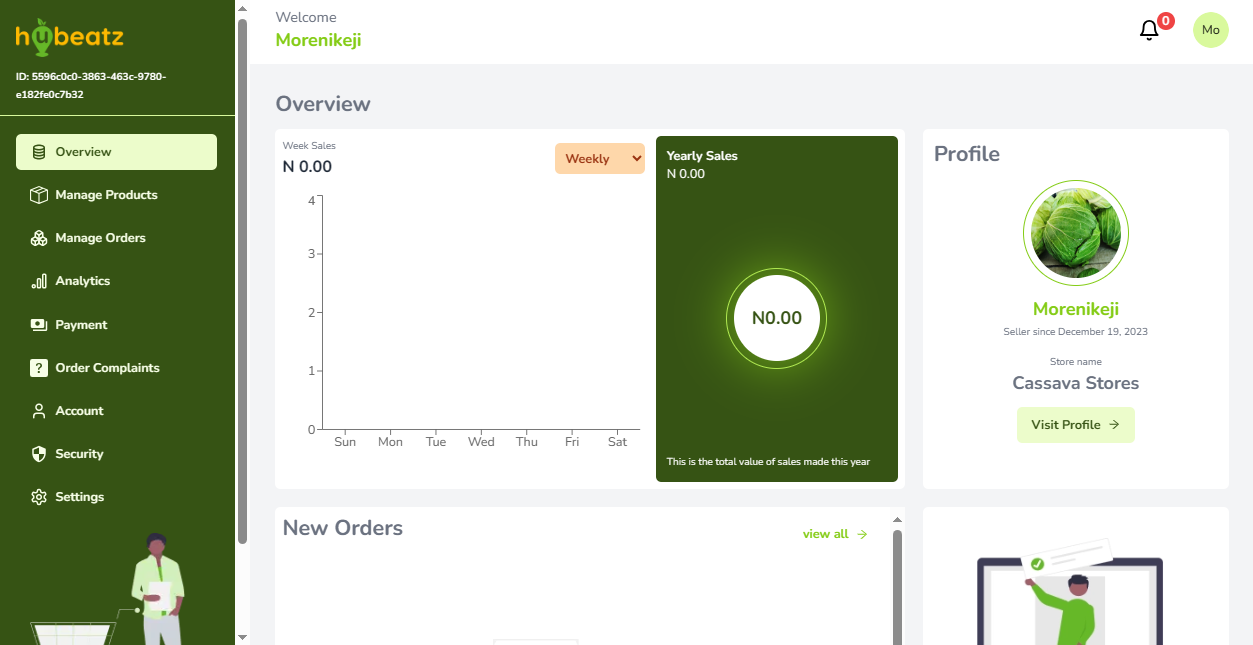 hybeatz
ID: 5596c0c0-3863-463c-9780-
e182fe0c7b32
Overview
Manage Products
Manage Orders
Analytics
Payment
Order Complaints
Account
Security
Settings
Welcome
Morenikeji
0
Mo
Overview
Week Sales
N 0.00
Weekly
4
3
2
1
0
Sun Mon Tue Wed Thu Fri Sat
Yearly Sales
N 0.00
N0.00
This is the total value of sales made this year
Profile
Morenikeji
Seller since December 19, 2023
Store name
Cassava Stores
Visit Profile →
New Orders
view all →